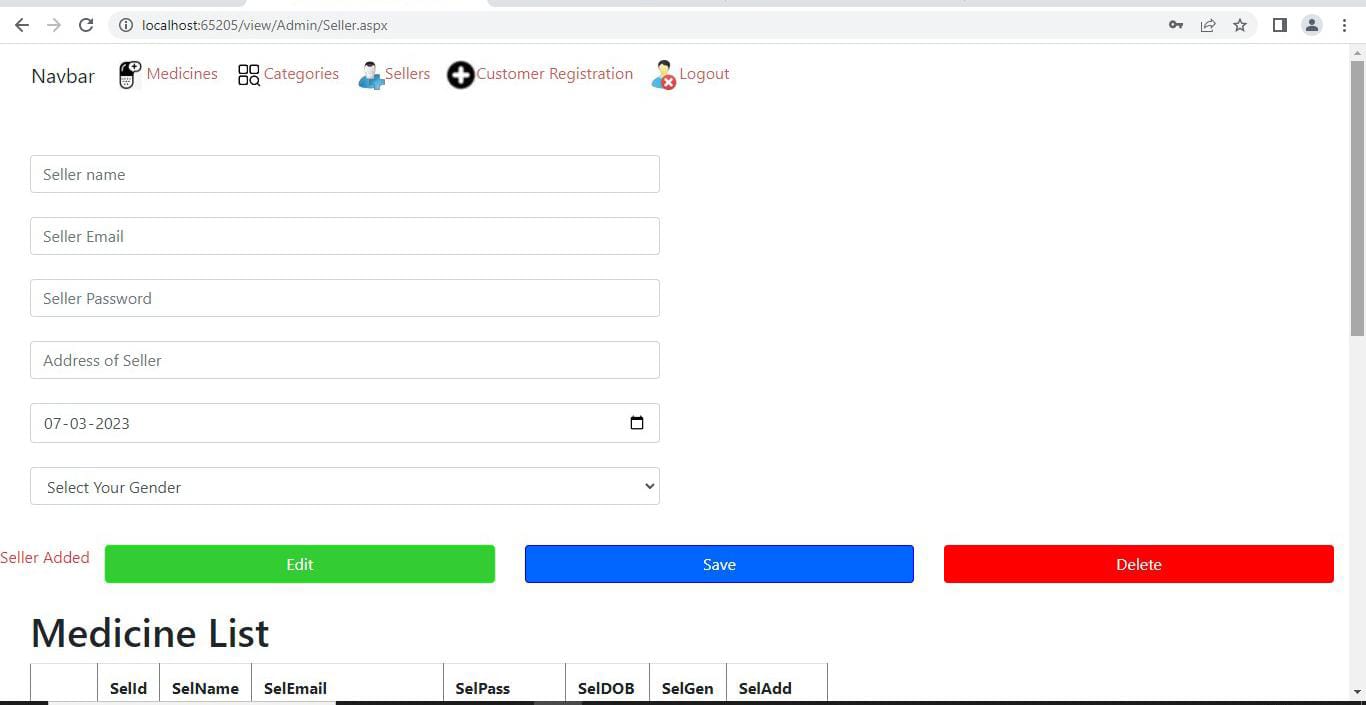 localhost:65205/view/Admin/Seller.aspx
Navbar Medicines Categories Sellers Customer Registration Logout
Seller name
Seller Email
Seller Password
Address of Seller
07-03-2023
Select Your Gender
Seller Added Edit Save Delete
Medicine List
SelId SelName SelEmail SelPass SelDOB SelGen SelAdd